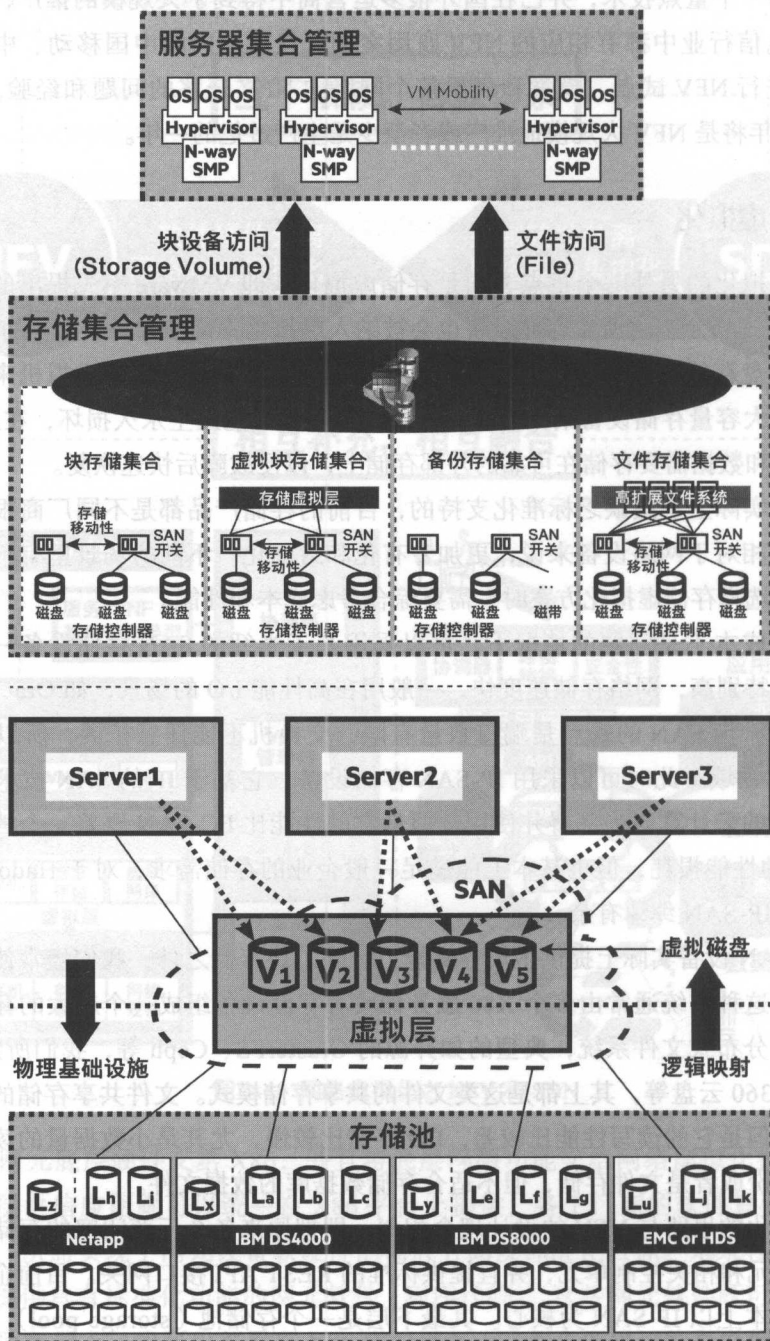 服务器集合管理
OS OS OS
Hypervisor
N-way
SMP
OS OS OS
Hypervisor
N-way
SMP
VM Mobility
OS OS OS
Hypervisor
N-way
SMP
块设备访问
(Storage Volume)
文件访问
(File)
存储集合管理
块存储集合
存储
移动性
SAN
开关
磁盘 磁盘 磁盘
存储控制器
虚拟块存储集合
存储虚拟层
存储
移动性
SAN
开关
磁盘 磁盘 磁盘
存储控制器
备份存储集合
SAN
开关
...
磁盘 磁盘 磁带
存储控制器
文件存储集合
高扩展文件系统
存储
移动性
SAN
开关
磁盘 磁盘 磁盘
存储控制器
Server1
Server2
Server3
SAN
V1 V2 V3 V4 V5
虚拟磁盘
虚拟层
物理基础设施
逻辑映射
存储池
Lz Lh Li
Netapp
Lx La Lb Lc
IBM DS4000
Ly Le Lf Lg
IBM DS8000
Lu Lj Lk
EMC or HDS